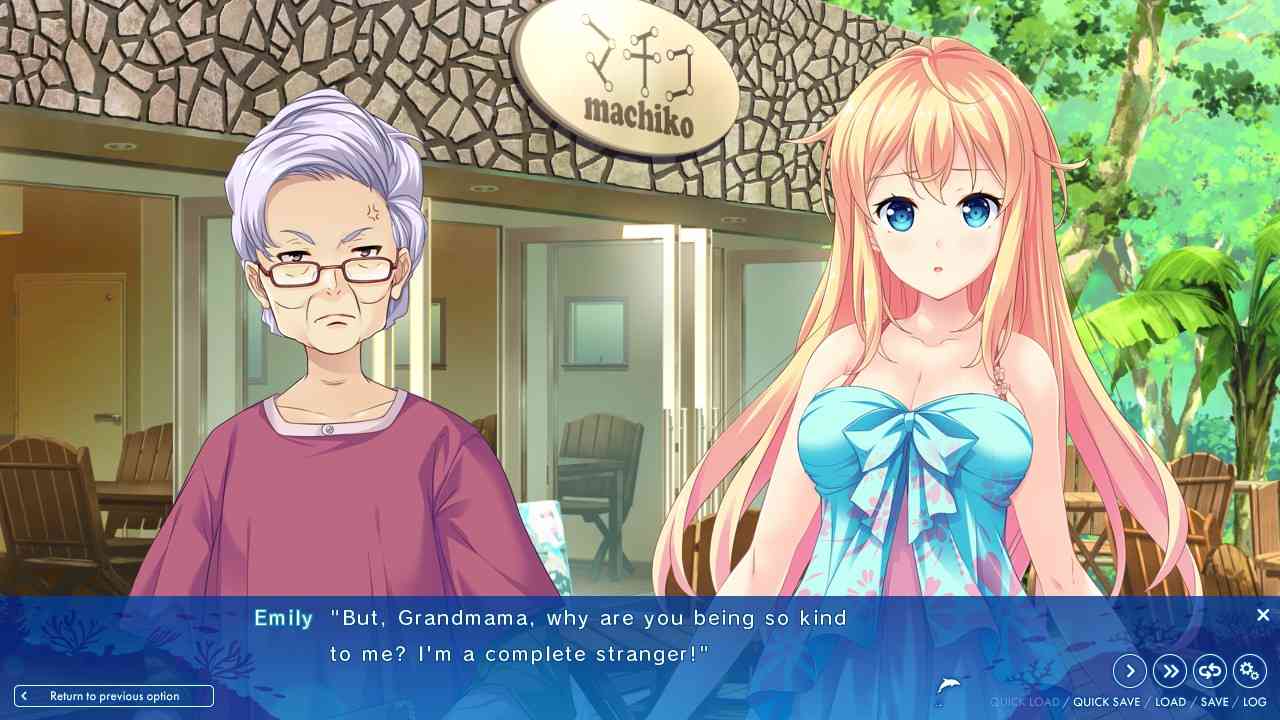 マチコ
machiko
Emily "But, Grandmama, why are you being so kind
to me? I'm a complete stranger!"
Return to previous option
QUICK LOAD / QUICK SAVE / LOAD / SAVE / LOG